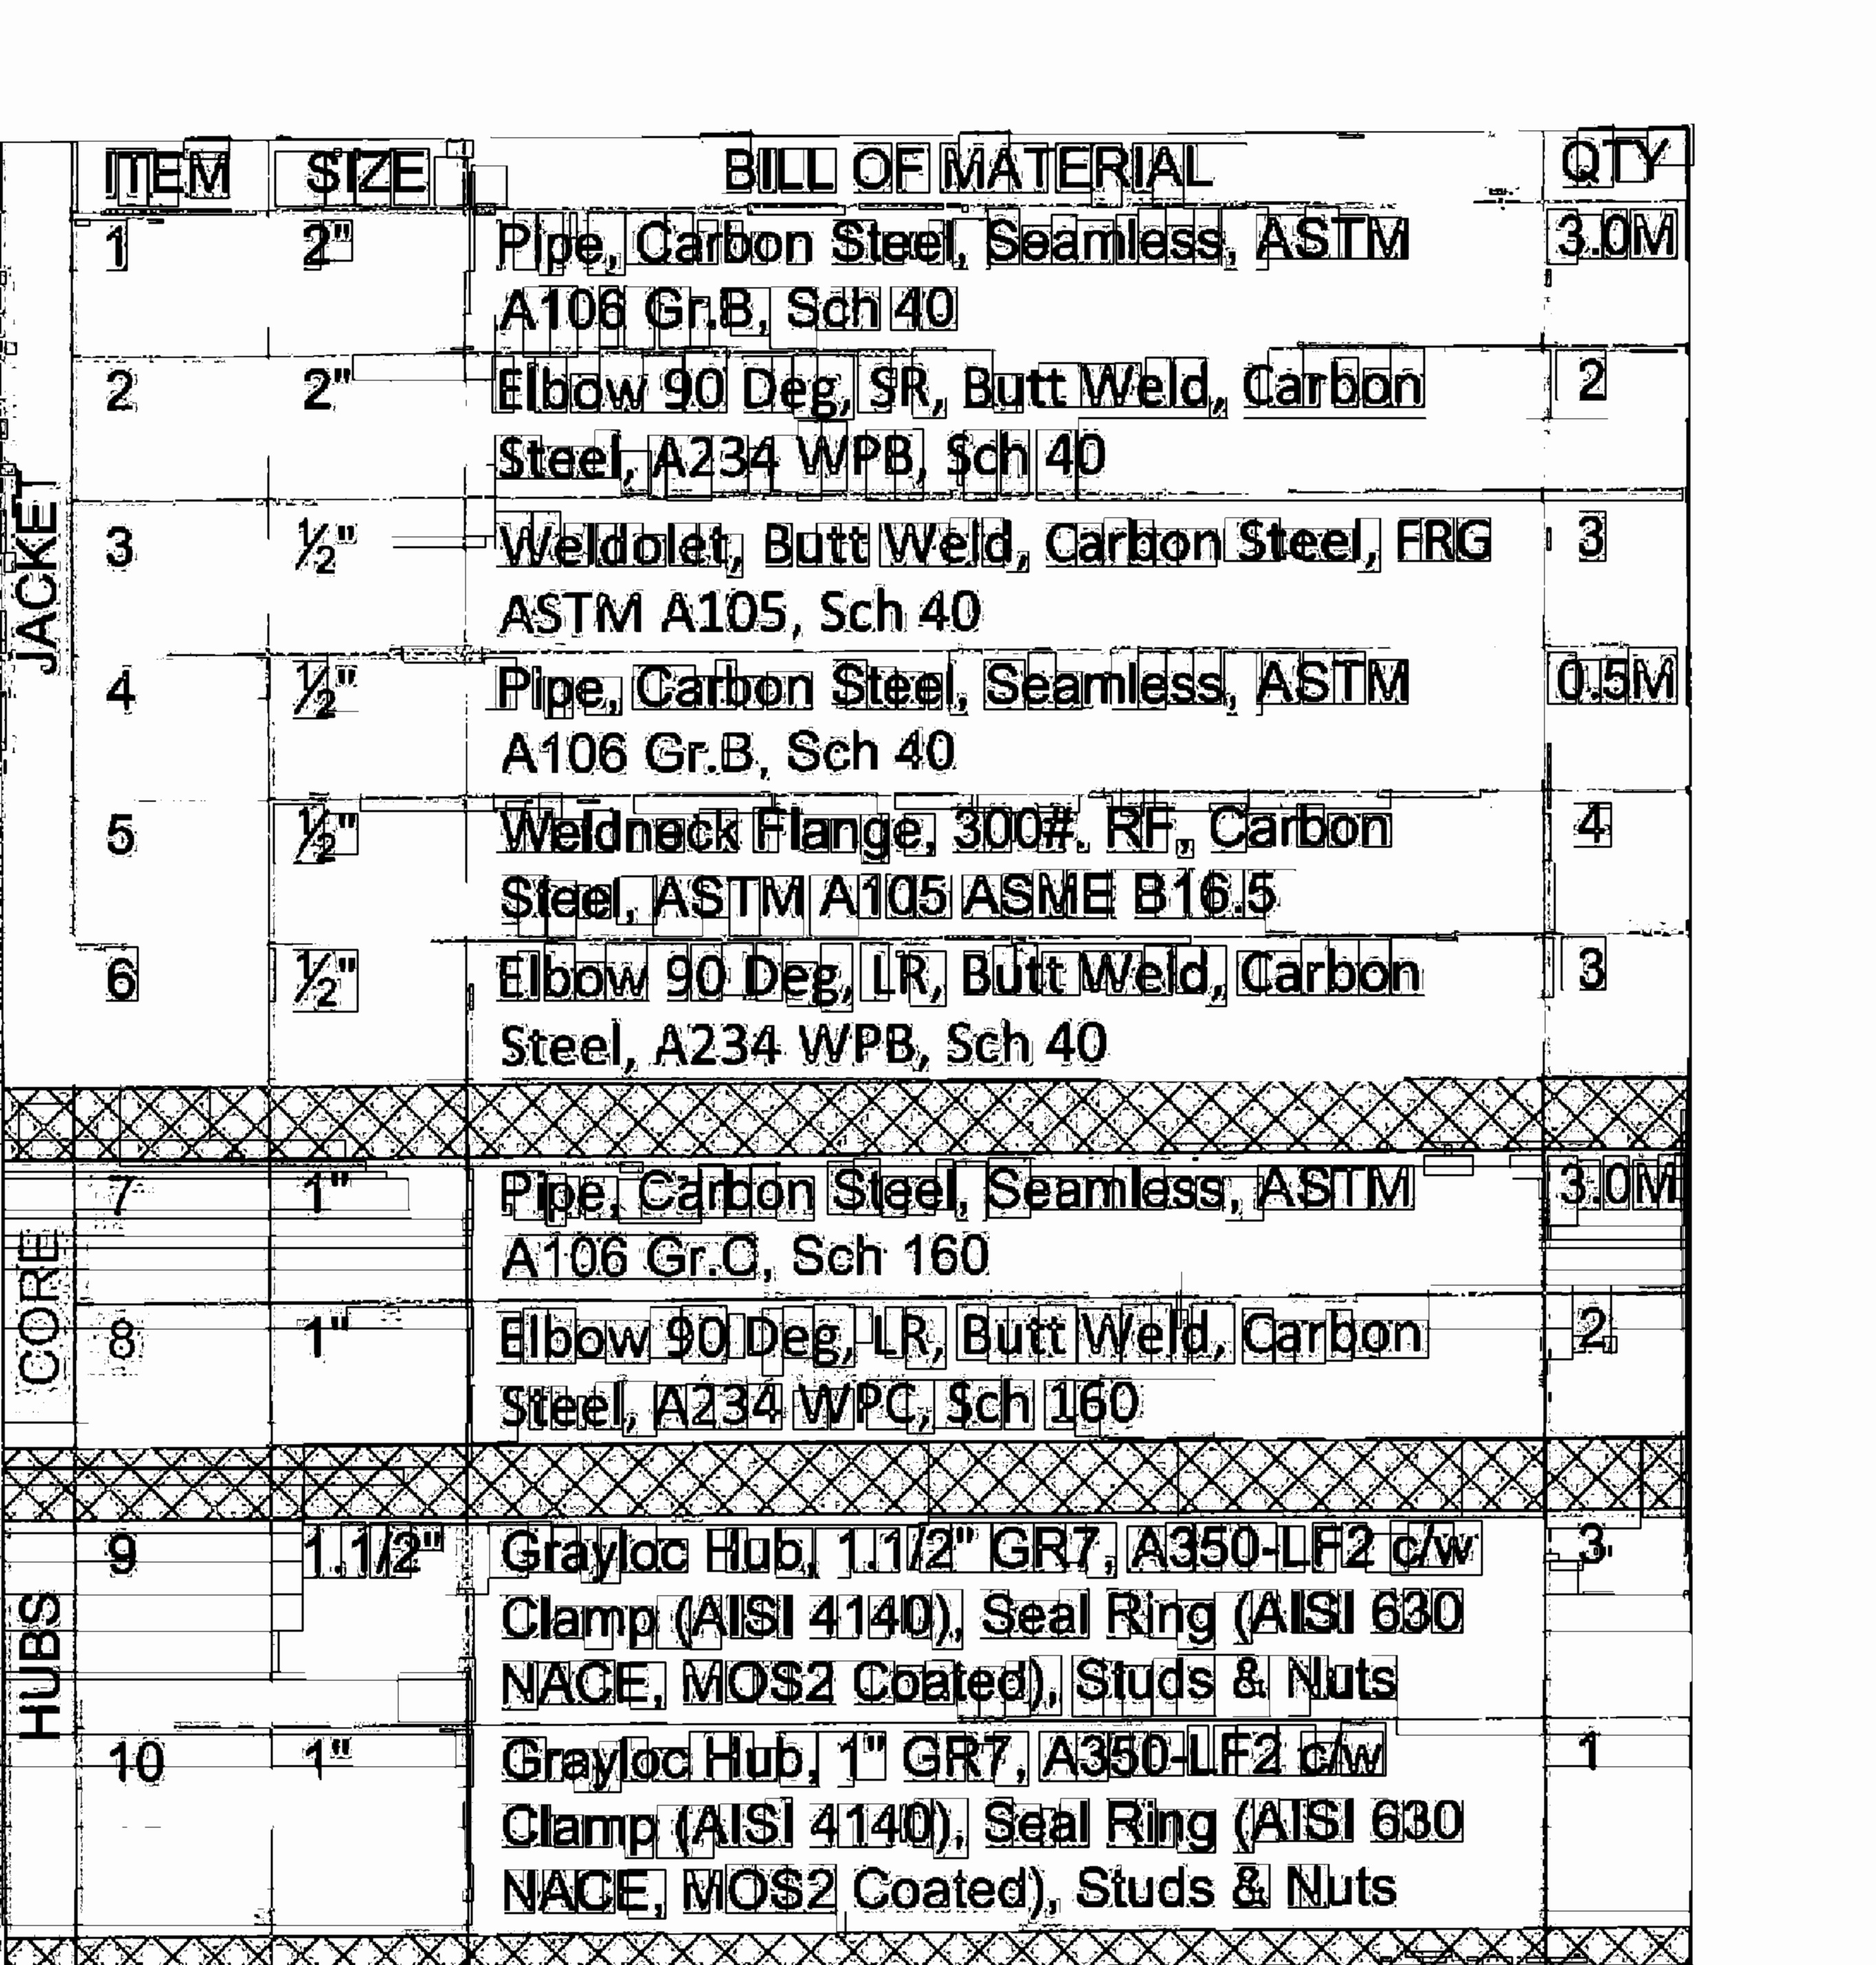 ITEM SIZE BILL OF MATERIAL QTY
JACKET
1 2" Pipe, Carbon Steel, Seamless, ASTM 3.0M
A106 Gr.B, Sch 40
2 2" Elbow 90 Deg, SR, Butt Weld, Carbon 2
Steel, A234 WPB, Sch 40
3 ½" Weldolet, Butt Weld, Carbon Steel, FRG 3
ASTM A105, Sch 40
4 ½" Pipe, Carbon Steel, Seamless, ASTM 0.5M
A106 Gr.B, Sch 40
5 ½" Weldneck Flange, 300#. RF, Carbon 4
Steel, ASTM A105 ASME B16.5
6 ½" Elbow 90 Deg, LR, Butt Weld, Carbon 3
Steel, A234 WPB, Sch 40
CORE
7 1" Pipe, Carbon Steel, Seamless, ASTM 3.0M
A106 Gr.C, Sch 160
8 1" Elbow 90 Deg, LR, Butt Weld, Carbon 2
Steel, A234 WPC, Sch 160
HUBS
9 1.1/2" Grayloc Hub, 1.1/2" GR7, A350-LF2 c/w 3
Clamp (AISI 4140), Seal Ring (AISI 630
NACE, MOS2 Coated), Studs & Nuts
10 1" Grayloc Hub, 1" GR7, A350-LF2 c/w 1
Clamp (AISI 4140), Seal Ring (AISI 630
NACE, MOS2 Coated), Studs & Nuts